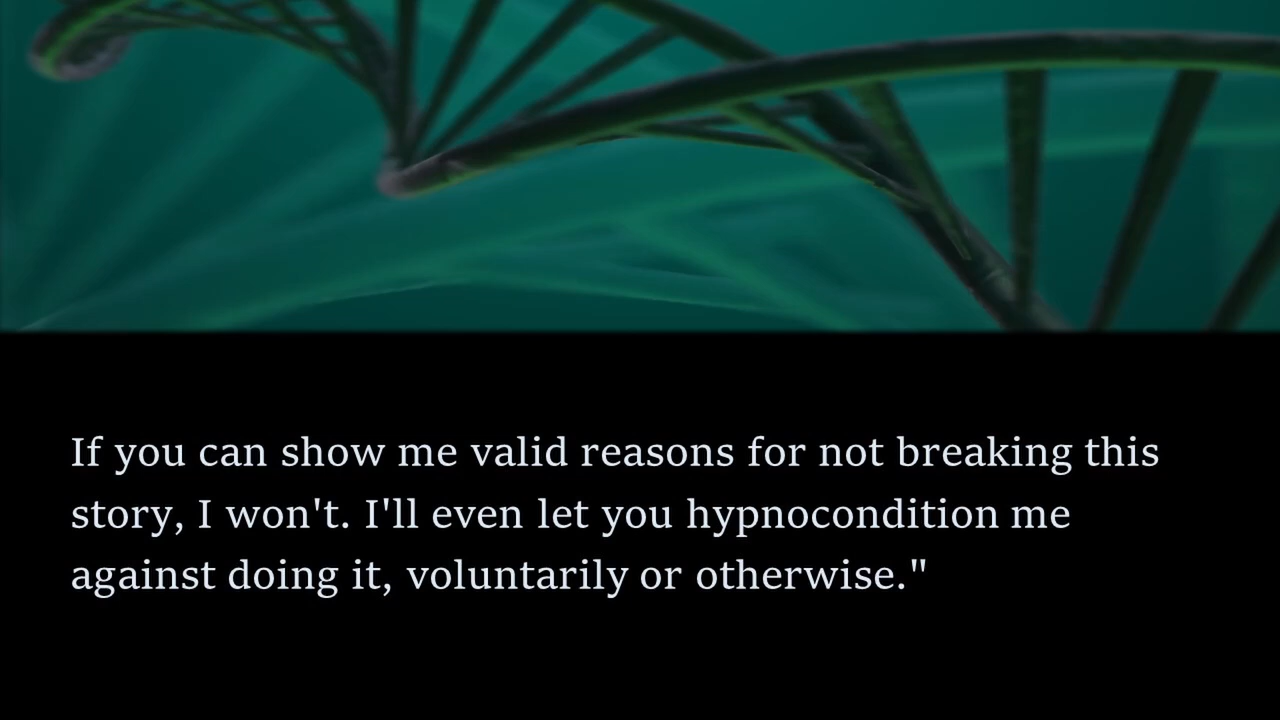 If you can show me valid reasons for not breaking this
story, I won't. I'll even let you hypnocondition me
against doing it, voluntarily or otherwise."